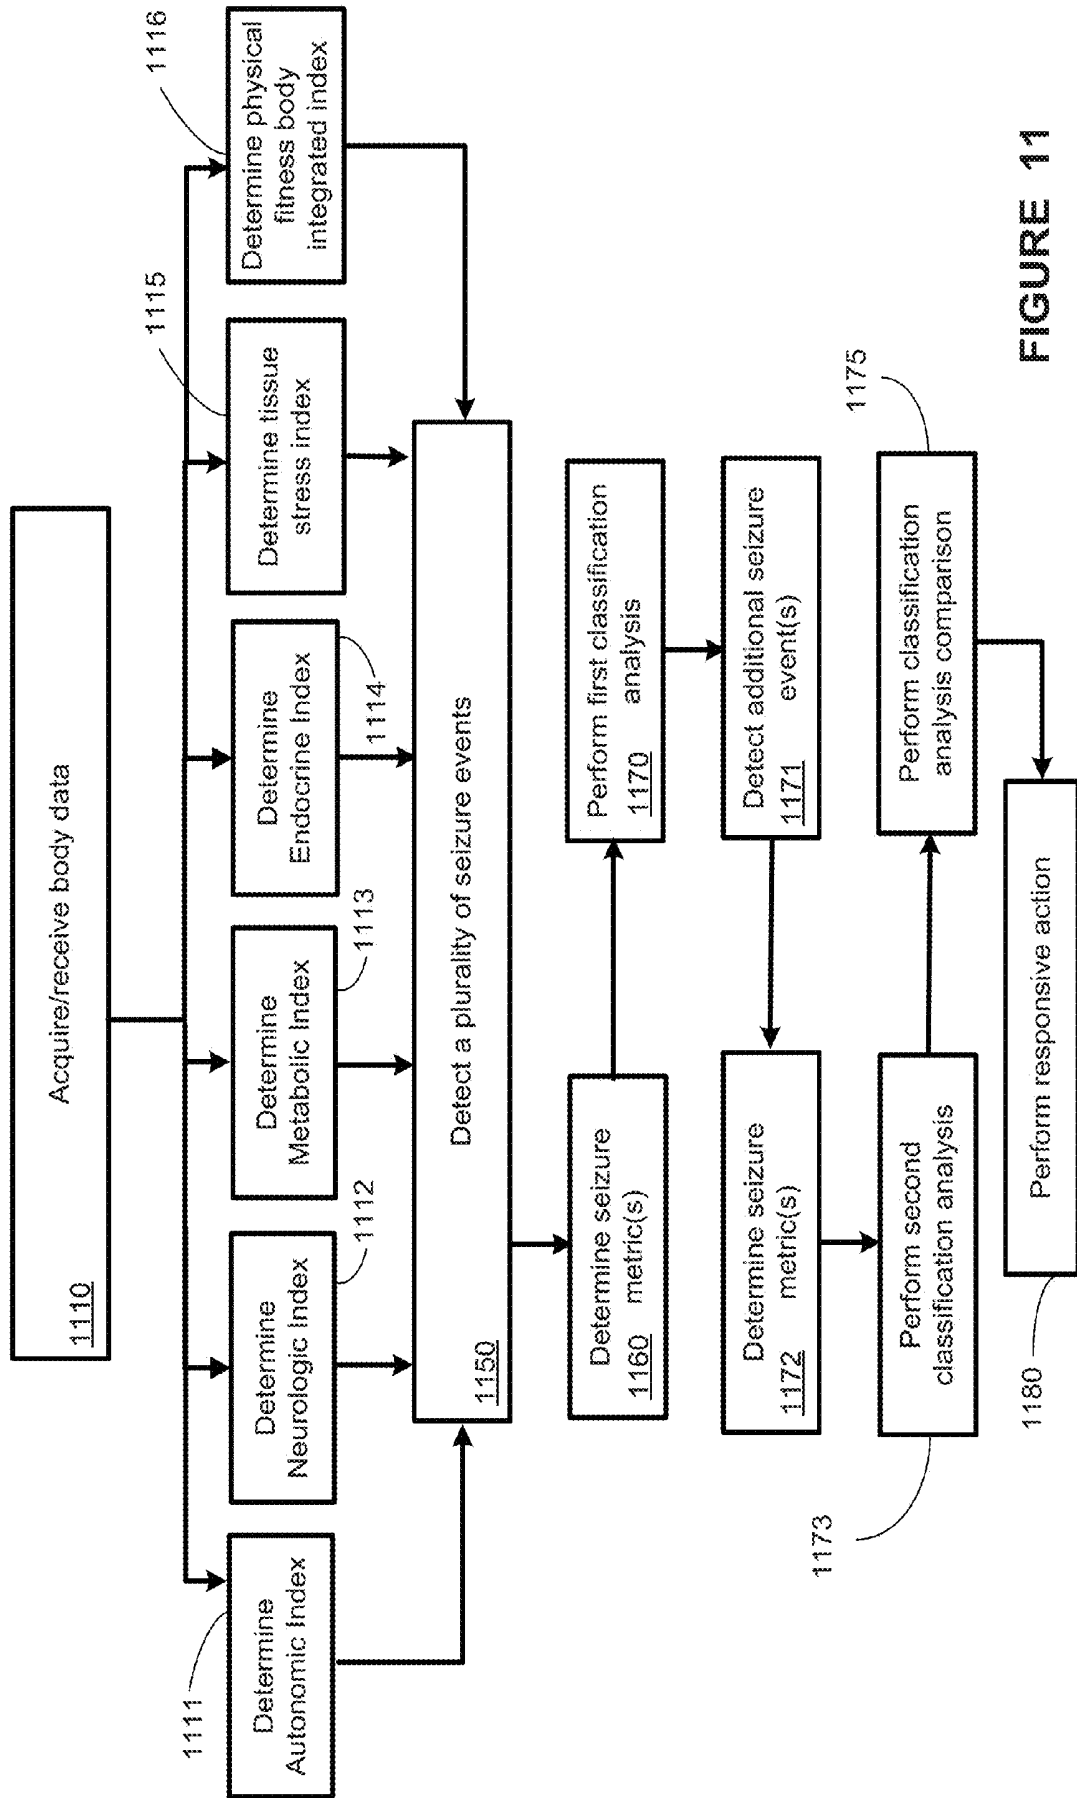 Acquire/receive body data
1110
1111
Determine
Autonomic Index
Determine
Neurologic Index
1112
Determine
Metabolic Index
1113
Determine
Endocrine Index
1114
1115
Determine tissue
stress index
1116
Determine physical
fitness body
integrated index
Detect a plurality of seizure events
1150
Determine seizure
1160 metric(s)
Perform first classification
1170 analysis
Determine seizure
1172 metric(s)
Detect additional seizure
1171 event(s)
1173
Perform second
classification analysis
Perform classification
analysis comparison
1175
1180
Perform responsive action
FIGURE 11